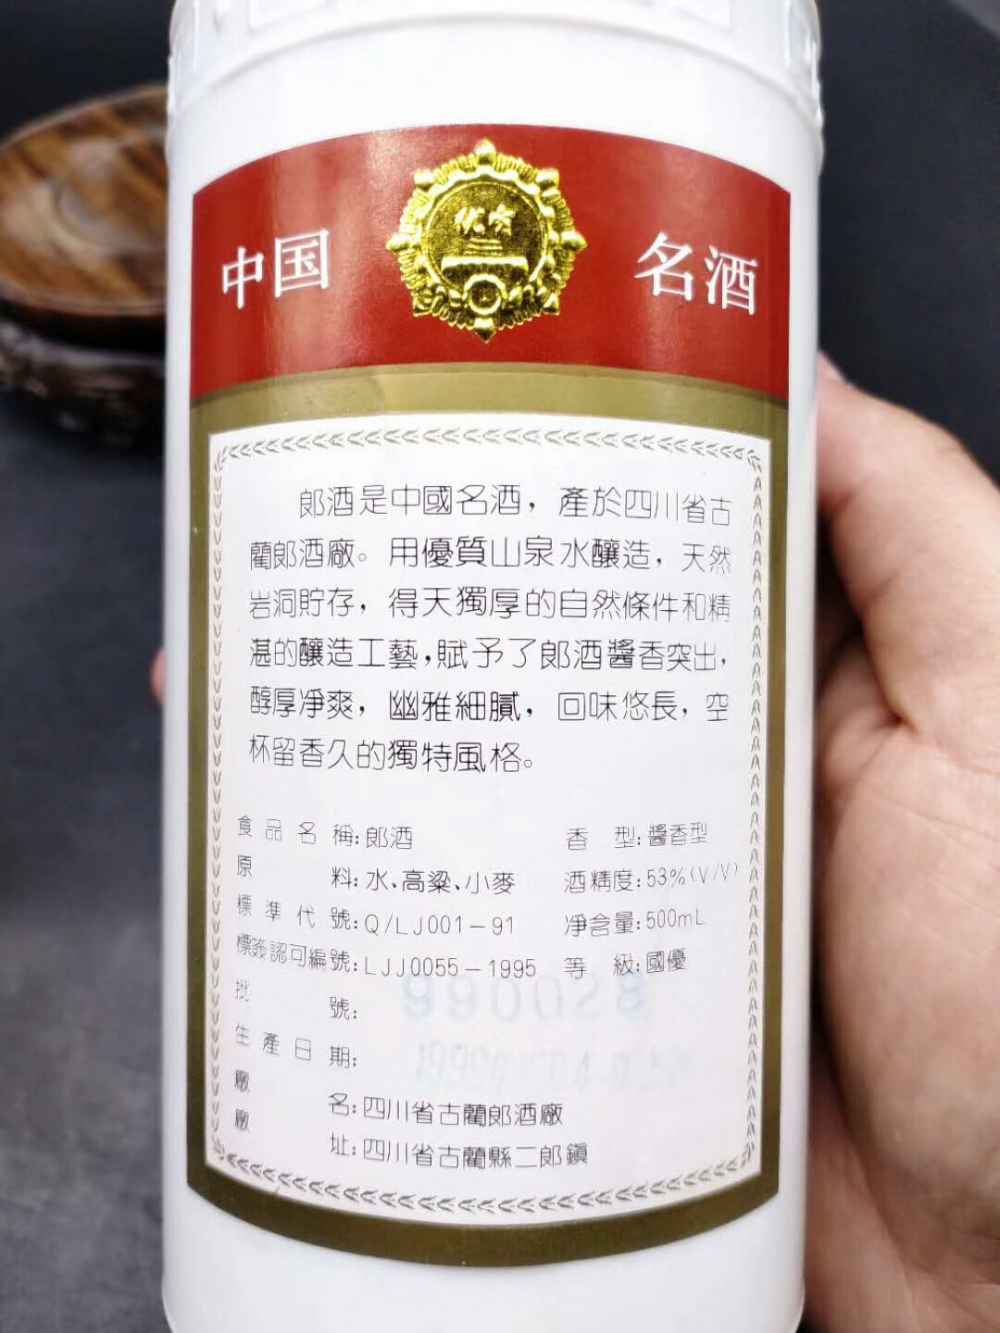 中国 名酒
郎酒是中國名酒，產於四川省古
藺郎酒廠。用優質山泉水釀造，天然
岩洞貯存，得天獨厚的自然條件和精
湛的釀造工藝，賦予了郎酒醬香突出，
醇厚凈爽，幽雅細膩，回味悠長，空
杯留香久的獨特風格。
食品名稱:郎酒 香型:醬香型
原料:水、高粱、小麥 酒精度:53%(V/V)
標準代號:Q/LJ001-91 凈含量:500mL
標簽認可編號:LJJ0055-1995 等級:國優
批號:
生產日期:
廠名:四川省古藺郎酒廠
廠址:四川省古藺縣二郎鎭